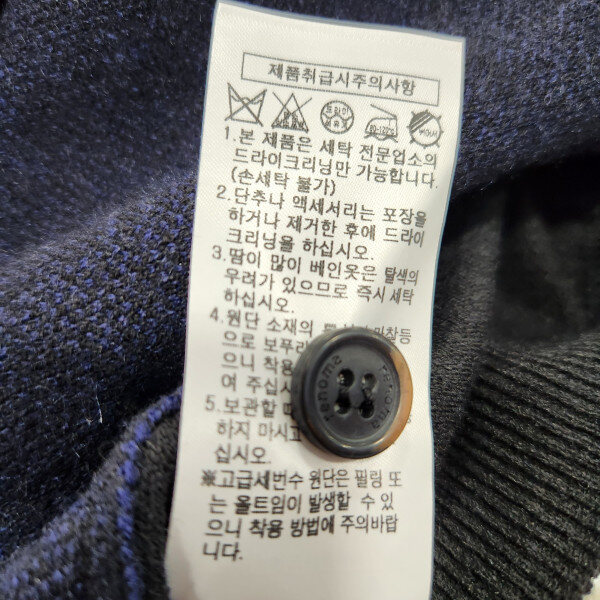 제품취급시주의사항
드라이
80-120℃
1.본 제품은 세탁 전문업소의
드라이크리닝만 가능합니다.
(손세탁 불가)
2.단추나 액세서리는 포장을
하거나 제거한 후에 드라이
크리닝을 하십시오.
3.땀이 많이 베인옷은 탈색의
우려가 있으므로 즉시 세탁
하십시오.
4.원단 소재의
으로 보푸라
으니 착용
여 주십시
5.보관할
하지 마시고
십시오.
renoma renoma
※고급세번수 원단은 필링 또
는 올트임이 발생할 수 있
으니 착용 방법에 주의바랍
니다.